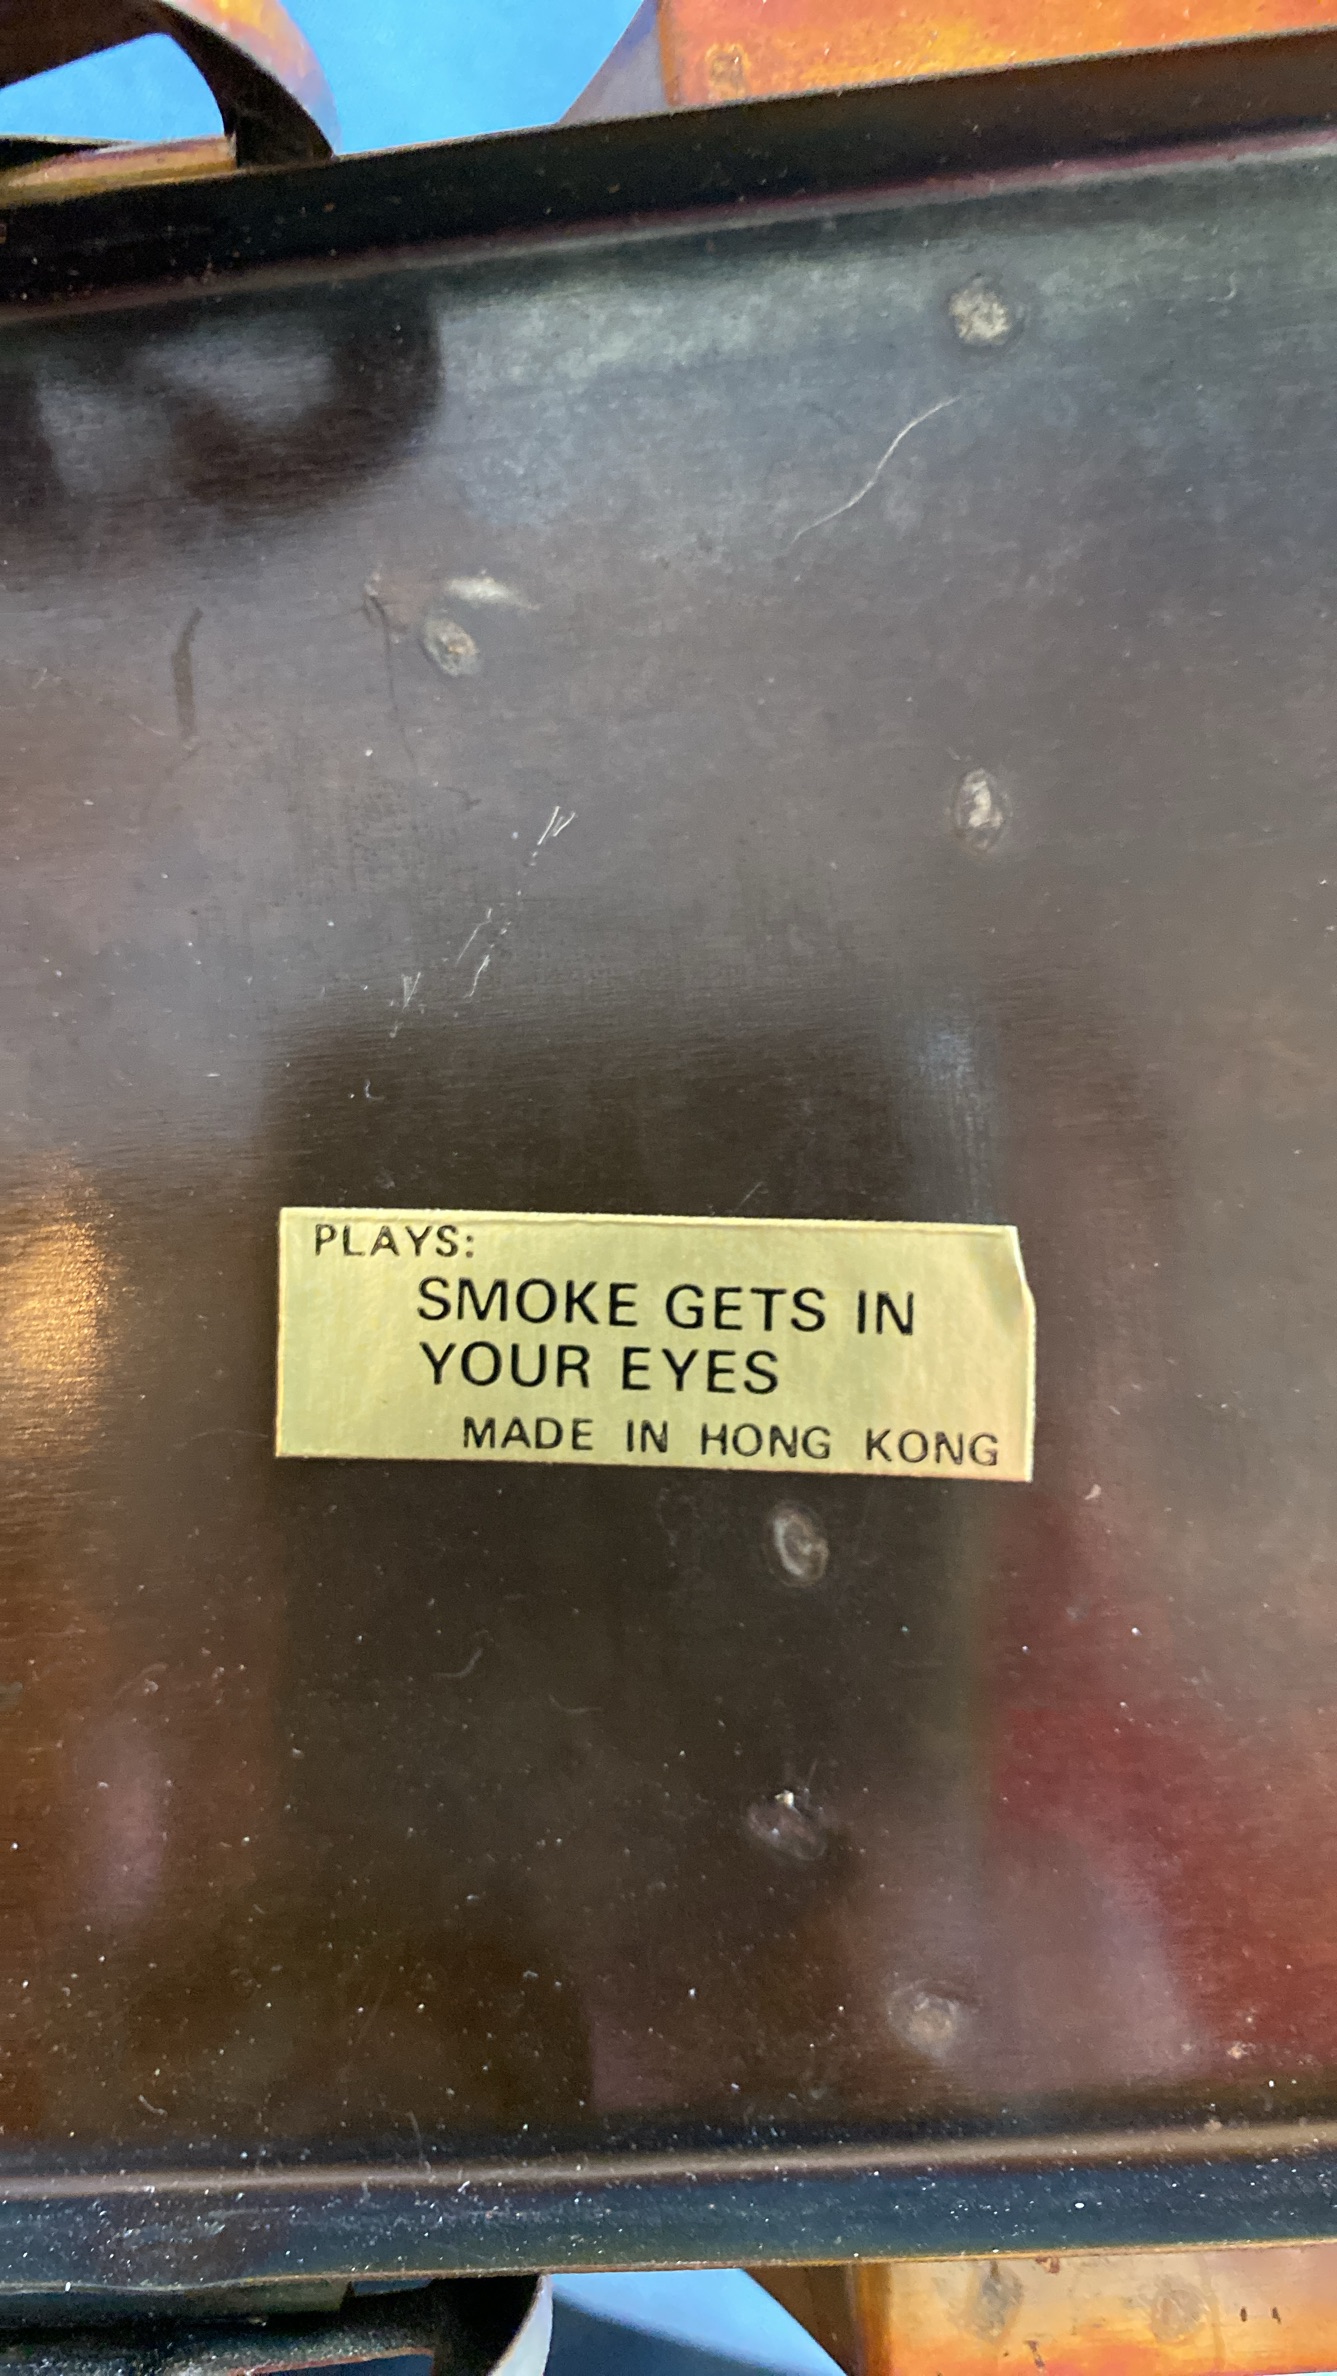 PLAYS:
SMOKE GETS IN
YOUR EYES
MADE IN HONG KONG